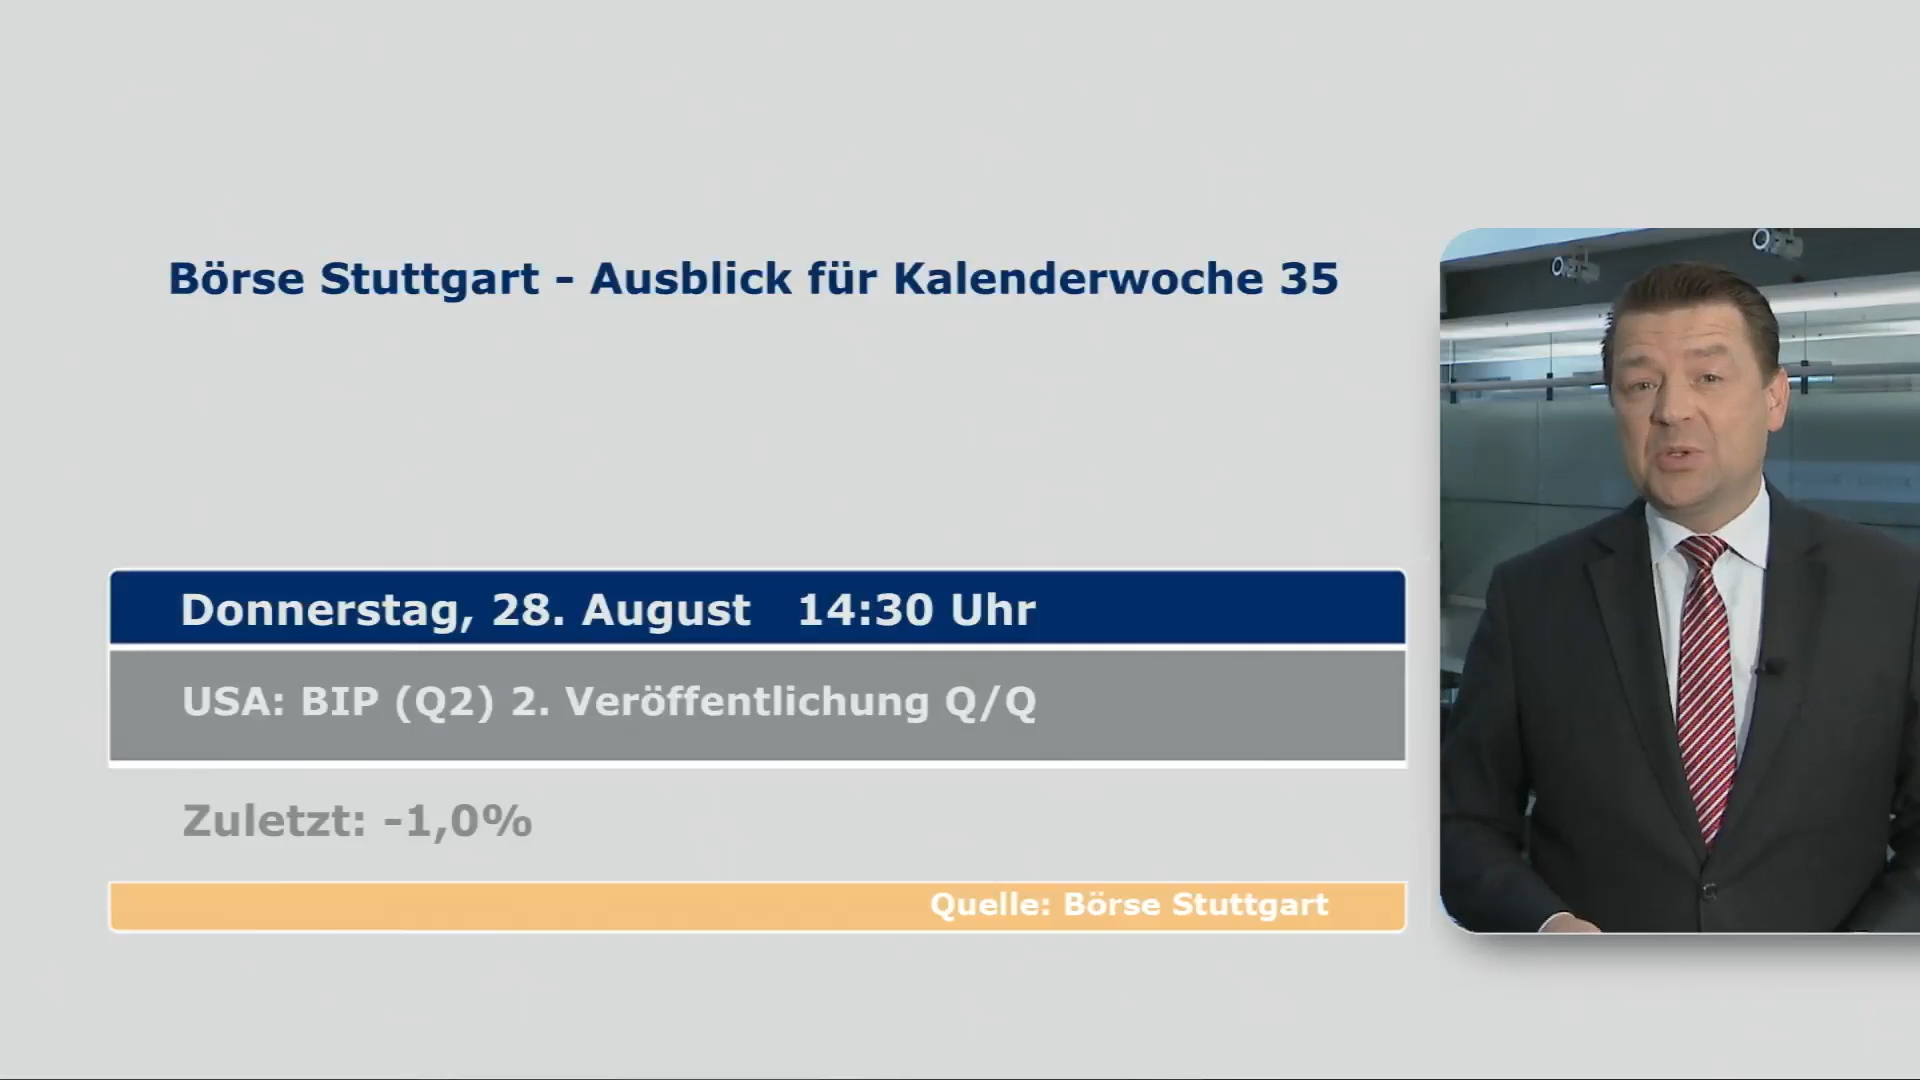 Börse Stuttgart - Ausblick für Kalenderwoche 35
Donnerstag, 28. August 14:30 Uhr
USA: BIP (Q2) 2. Veröffentlichung Q/Q
Zuletzt: -1,0%
Quelle: Börse Stuttgart